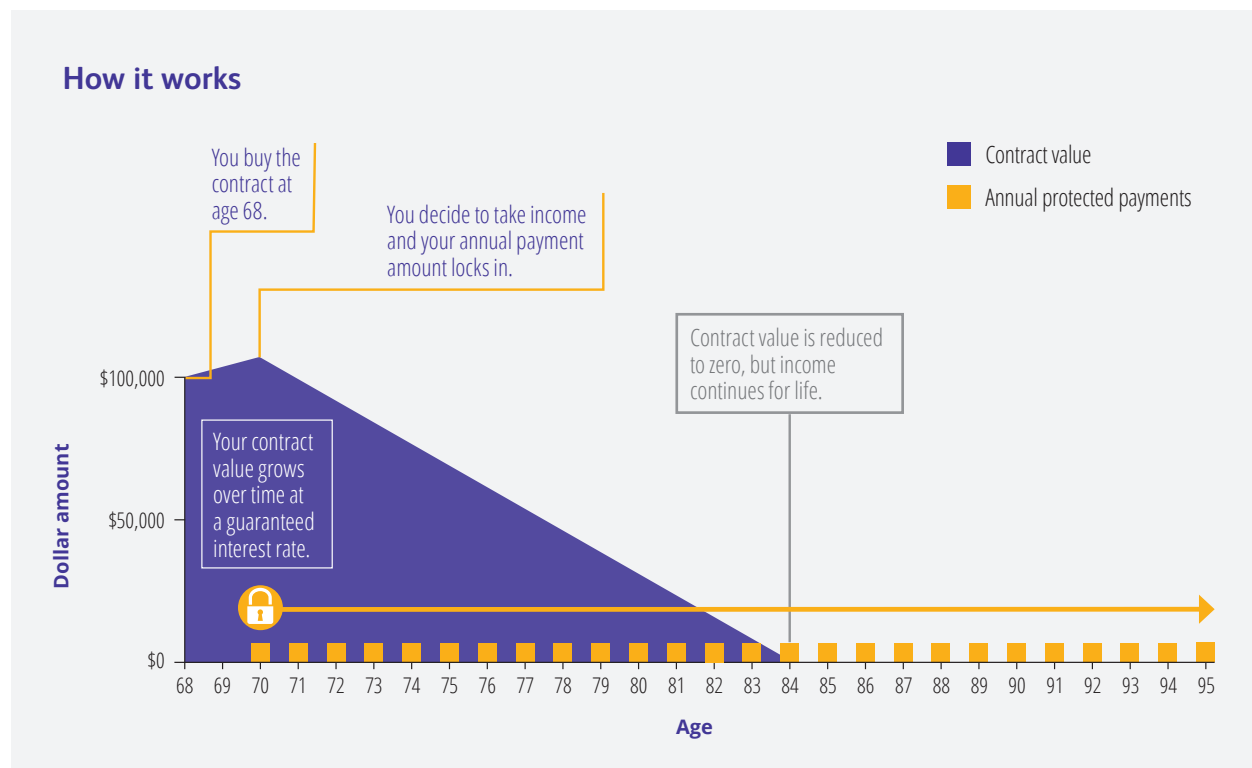 How it works
You buy the
contract at
age 68.
You decide to take income
and your annual payment
amount locks in.
Contract value
Annual protected payments
Contract value is reduced
to zero, but income
continues for life.
Your contract
value grows
over time at
a guaranteed
interest rate.
Dollar amount
$100,000
$50,000
$0
68 69 70 71 72 73 74 75 76 77 78 79 80 81 82 83 84 85 86 87 88 89 90 91 92 93 94 95
Age